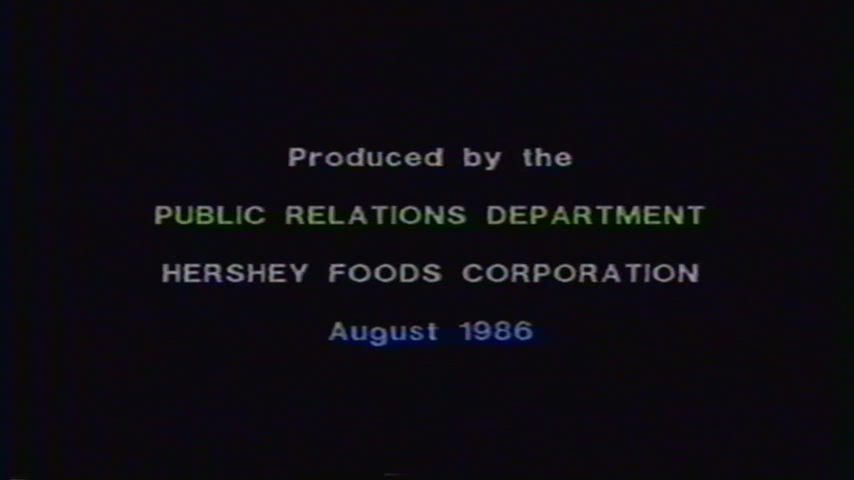 Produced by the
PUBLIC RELATIONS DEPARTMENT
HERSHEY FOODS CORPORATION
August 1986